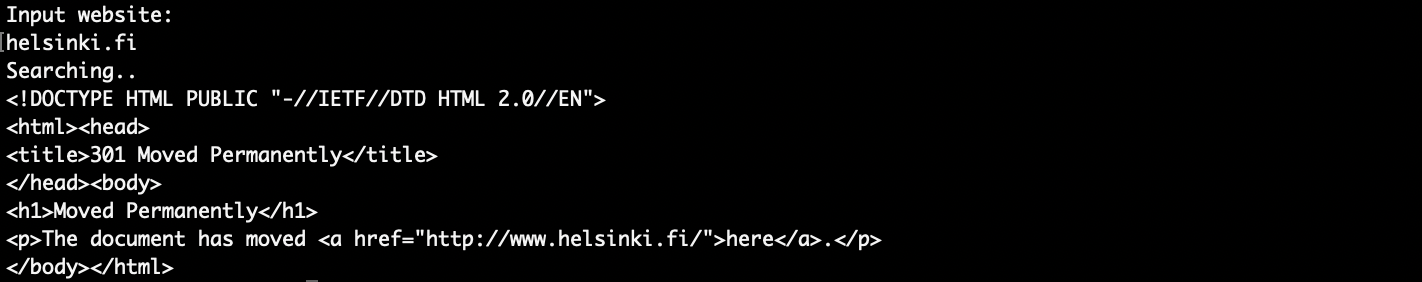 Input website:
helsinki.fi
Searching..
<!DOCTYPE HTML PUBLIC "-//IETF//DTD HTML 2.0//EN">
<html><head>
<title>301 Moved Permanently</title>
</head><body>
<h1>Moved Permanently</h1>
<p>The document has moved <a href="http://www.helsinki.fi/">here</a>.</p>
</body></html>